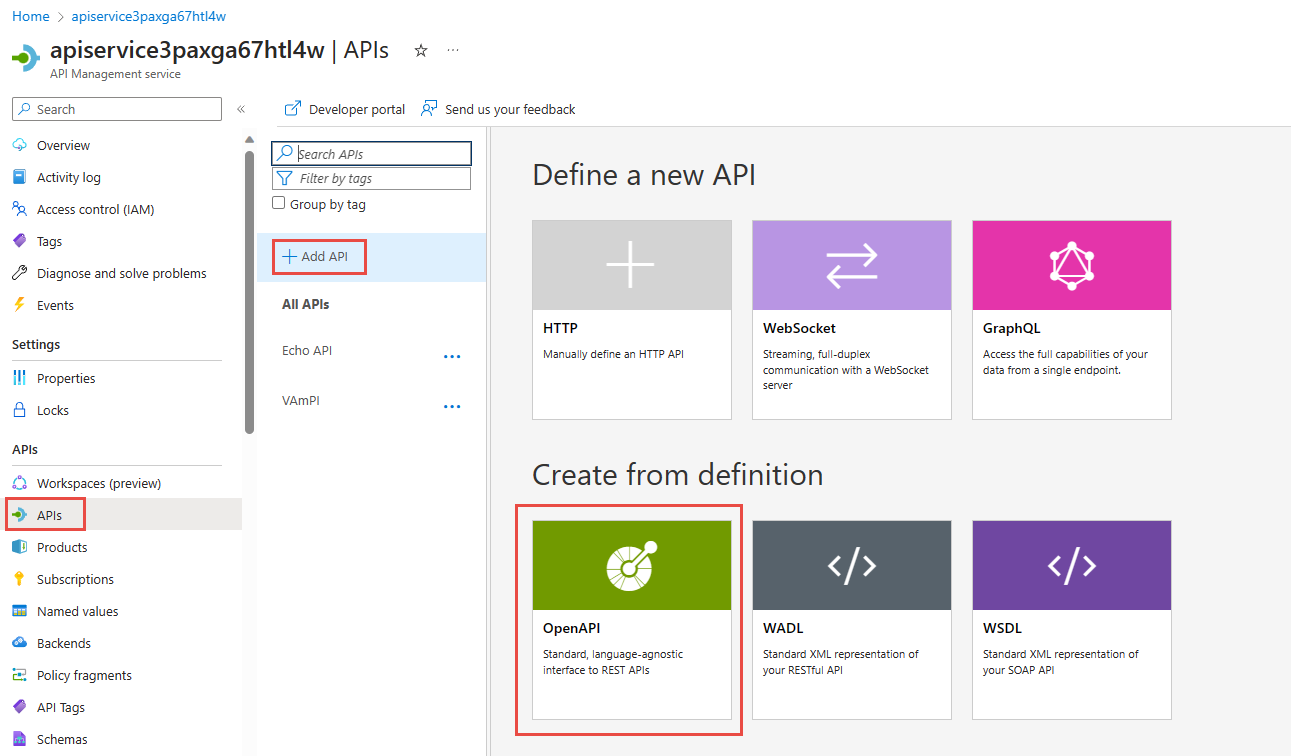 Home > apiservice3paxga67htl4w
apiservice3paxga67htl4w | APIs
API Management service
Search
Overview
Activity log
Access control (IAM)
Tags
Diagnose and solve problems
Events
Settings
Properties
Locks
APIs
Workspaces (preview)
APIs
Products
Subscriptions
Named values
Backends
Policy fragments
API Tags
Schemas
Developer portal
Send us your feedback
Search APIs
Filter by tags
Group by tag
Add API
All APIs
Echo API
VAmPI
Define a new API
HTTP
Manually define an HTTP API
WebSocket
Streaming, full-duplex
communication with a WebSocket
server
GraphQL
Access the full capabilities of your
data from a single endpoint.
Create from definition
OpenAPI
Standard, language-agnostic
interface to REST APIs
WADL
Standard XML representation of
your RESTful API
WSDL
Standard XML representation of
your SOAP API